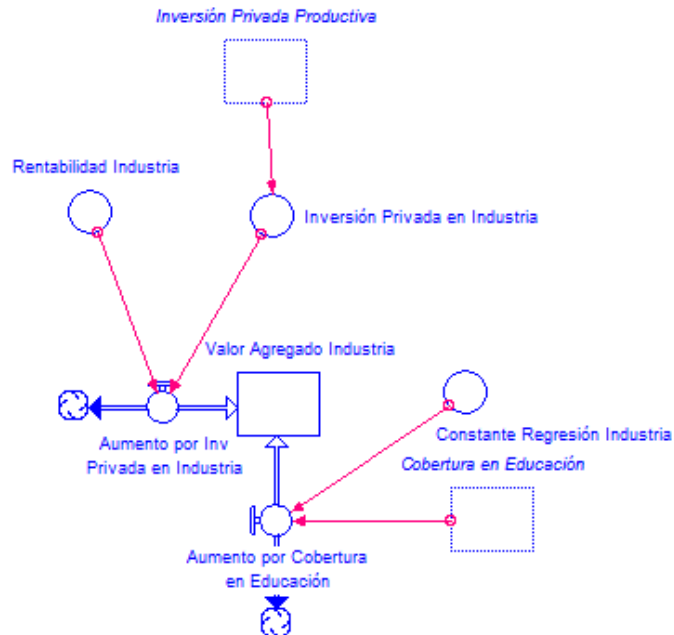 Inversión Privada Productiva
Rentabilidad Industria
Inversión Privada en Industria
Valor Agregado Industria
Aumento por Inv
Privada en Industria
Constante Regresión Industria
Cobertura en Educación
Aumento por Cobertura
en Educación